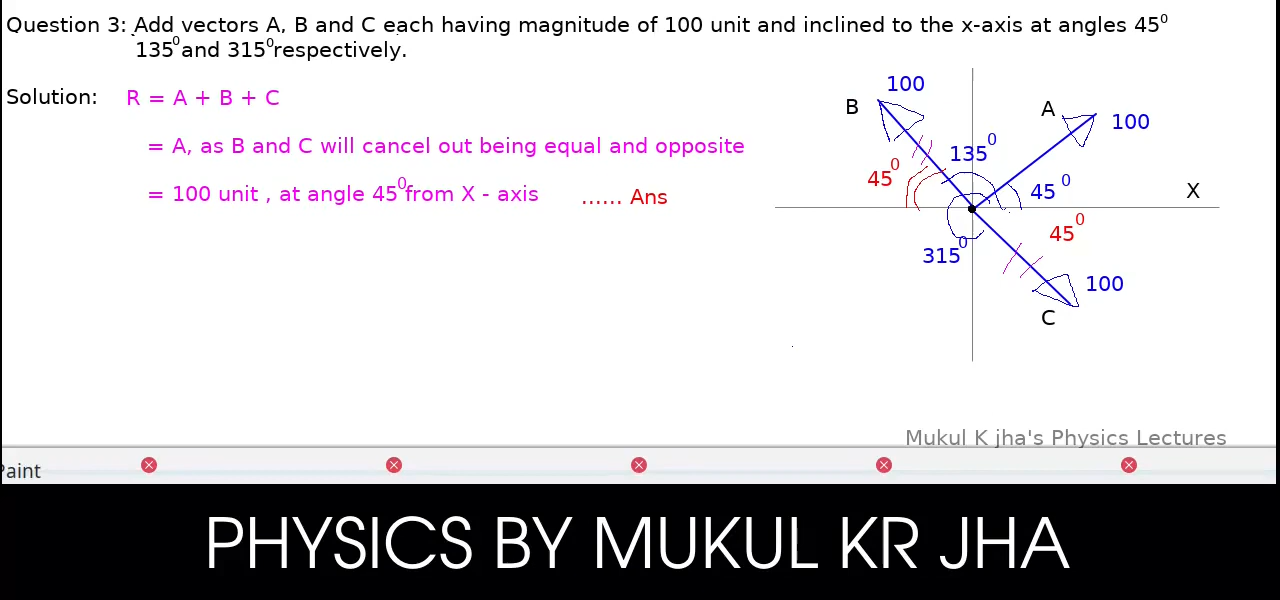 Question 3: Add vectors A, B and C each having magnitude of 100 unit and inclined to the x-axis at angles 45⁰
135⁰ and 315⁰ respectively.
Solution: R = A + B + C
= A, as B and C will cancel out being equal and opposite
= 100 unit , at angle 45⁰ from X - axis ...... Ans
100
B
A
100
135⁰
45⁰
45⁰
X
45⁰
315⁰
100
C
Mukul K jha's Physics Lectures
Paint
PHYSICS BY MUKUL KR JHA